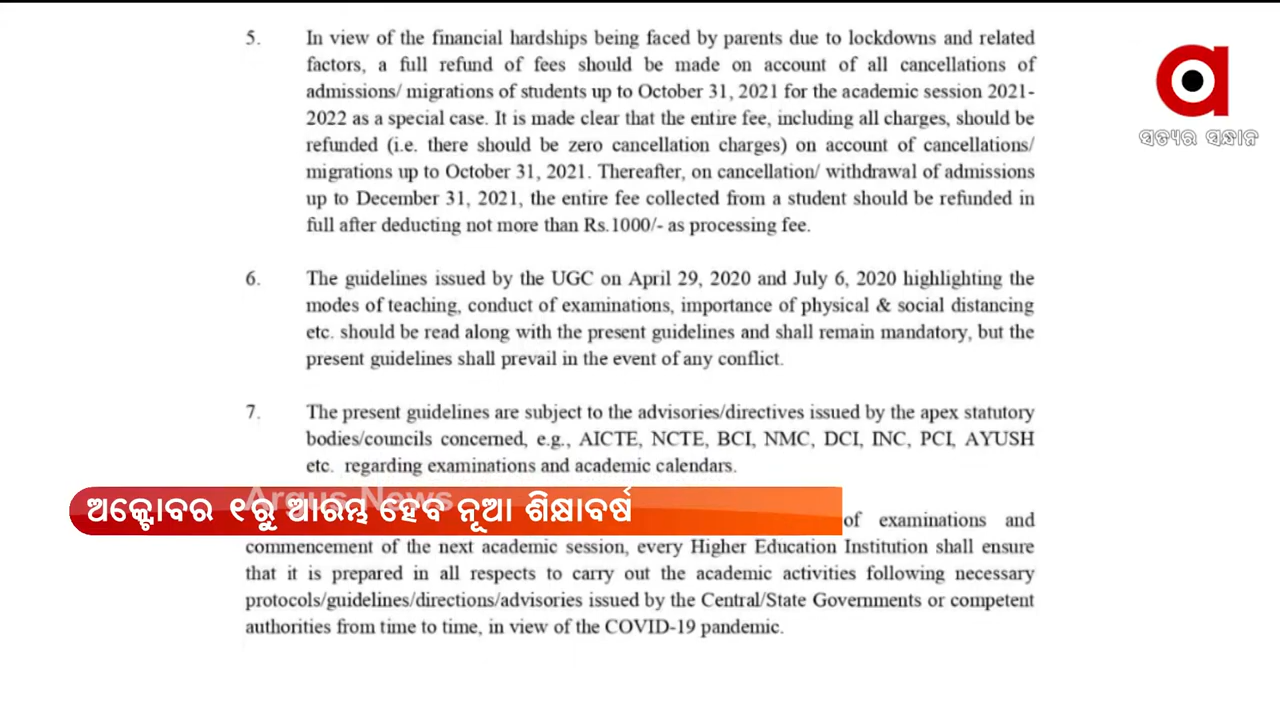 5. In view of the financial hardships being faced by parents due to lockdowns and related
factors, a full refund of fees should be made on account of all cancellations of
admissions/ migrations of students up to October 31, 2021 for the academic session 2021-
2022 as a special case. It is made clear that the entire fee, including all charges, should be
refunded (i.e. there should be zero cancellation charges) on account of cancellations/
migrations up to October 31, 2021. Thereafter, on cancellation/ withdrawal of admissions
up to December 31, 2021, the entire fee collected from a student should be refunded in
full after deducting not more than Rs.1000/- as processing fee.
ସତ୍ୟର ସନ୍ଧାନ
6. The guidelines issued by the UGC on April 29, 2020 and July 6, 2020 highlighting the
modes of teaching, conduct of examinations, importance of physical & social distancing
etc. should be read along with the present guidelines and shall remain mandatory, but the
present guidelines shall prevail in the event of any conflict.
7. The present guidelines are subject to the advisories/directives issued by the apex statutory
bodies/councils concerned, e.g., AICTE, NCTE, BCI, NMC, DCI, INC, PCI, AYUSH
etc. regarding examinations and academic calendars.
Argus News
ଅକ୍ଟୋବର ୧ରୁ ଆରମ୍ଭ ହେବ ନୂଆ ଶିକ୍ଷାବର୍ଷ
of examinations and
commencement of the next academic session, every Higher Education Institution shall ensure
that it is prepared in all respects to carry out the academic activities following necessary
protocols/guidelines/directions/advisories issued by the Central/State Governments or competent
authorities from time to time, in view of the COVID-19 pandemic.